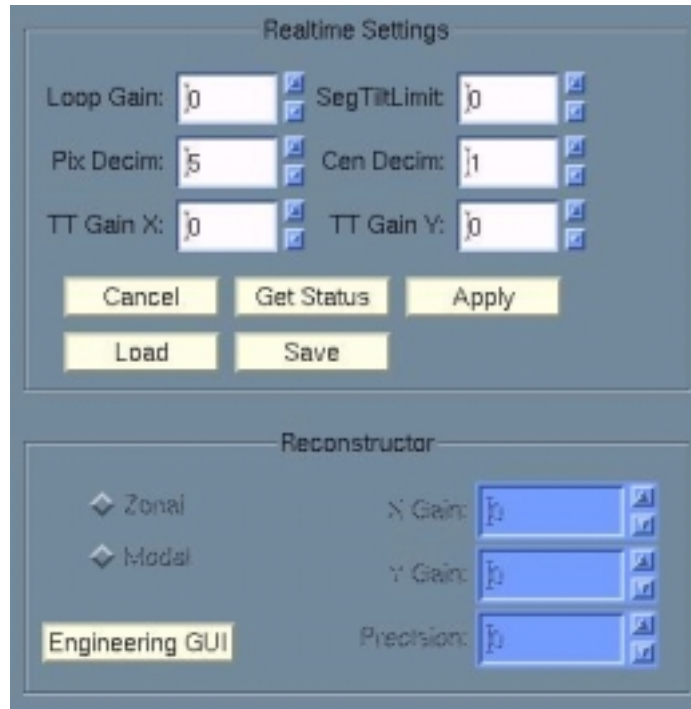 Realtime Settings
Loop Gain: 0 SegTiltLimit: 0
Pix Decim: 5 Cen Decim: 1
TT Gain X: 0 TT Gain Y: 0
Cancel Get Status Apply
Load Save
Reconstructor
Zonal X Gain: 0
Modal Y Gain: 0
Engineering GUI Precision: 0